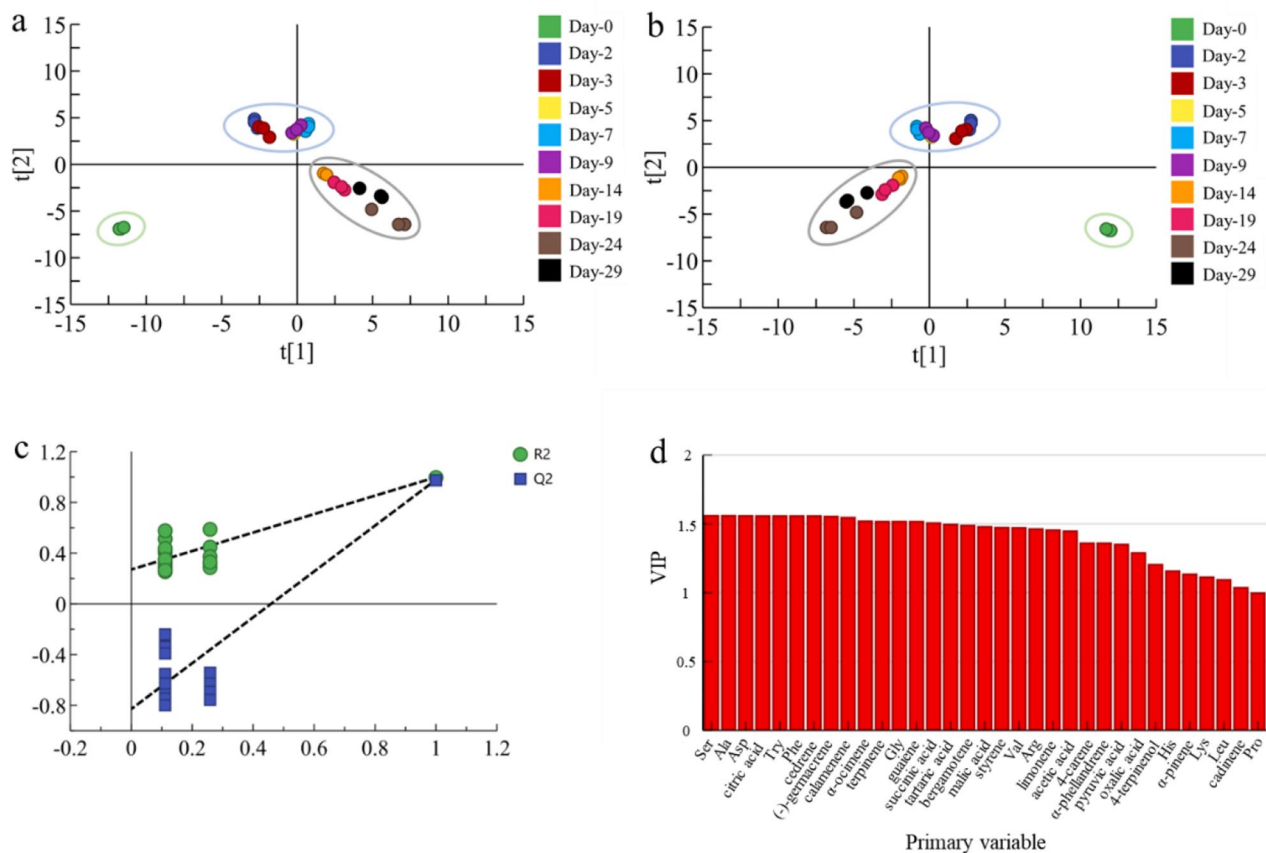 a
15
10
5
0
-5
-10
-15
-15
-10
-5
0
5
10
15
t[2]
t[1]
Day-0
Day-2
Day-3
Day-5
Day-7
Day-9
Day-14
Day-19
Day-24
Day-29
b
15
10
5
0
-5
-10
-15
-15
-10
-5
0
5
10
15
t[2]
t[1]
Day-0
Day-2
Day-3
Day-5
Day-7
Day-9
Day-14
Day-19
Day-24
Day-29
c
1.2
0.8
0.4
0
-0.4
-0.8
-0.2
0
0.2
0.4
0.6
0.8
1
1.2
R2
Q2
d
2
1.5
1
0.5
0
VIP
Ser
Ala
Asp
citric acid
Try
Phe
cedrene
(-)-germacrene
calamenene
α-ocimene
terpinene
Gly
guaiene
succinic acid
tartaric acid
bergamotene
malic acid
styrene
Val
Arg
limonene
acetic acid
4-carene
α-phellandrene
pyruvic acid
oxalic acid
4-terpinenol
His
α-pinene
Lys
Leu
cadinene
Pro
Primary variable